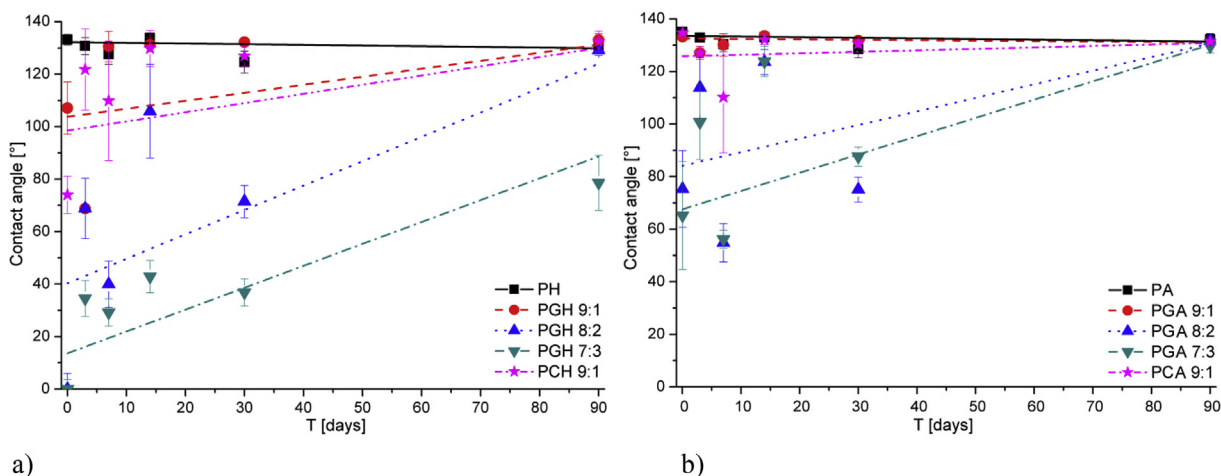 140
120
100
80
60
40
20
0
Contact angle [°]
PH
PGH 9:1
PGH 8:2
PGH 7:3
PCH 9:1
0 10 20 30 40 50 60 70 80 90
T [days]
a)
140
120
100
80
60
40
20
0
Contact angle [°]
PA
PGA 9:1
PGA 8:2
PGA 7:3
PCA 9:1
0 10 20 30 40 50 60 70 80 90
T [days]
b)